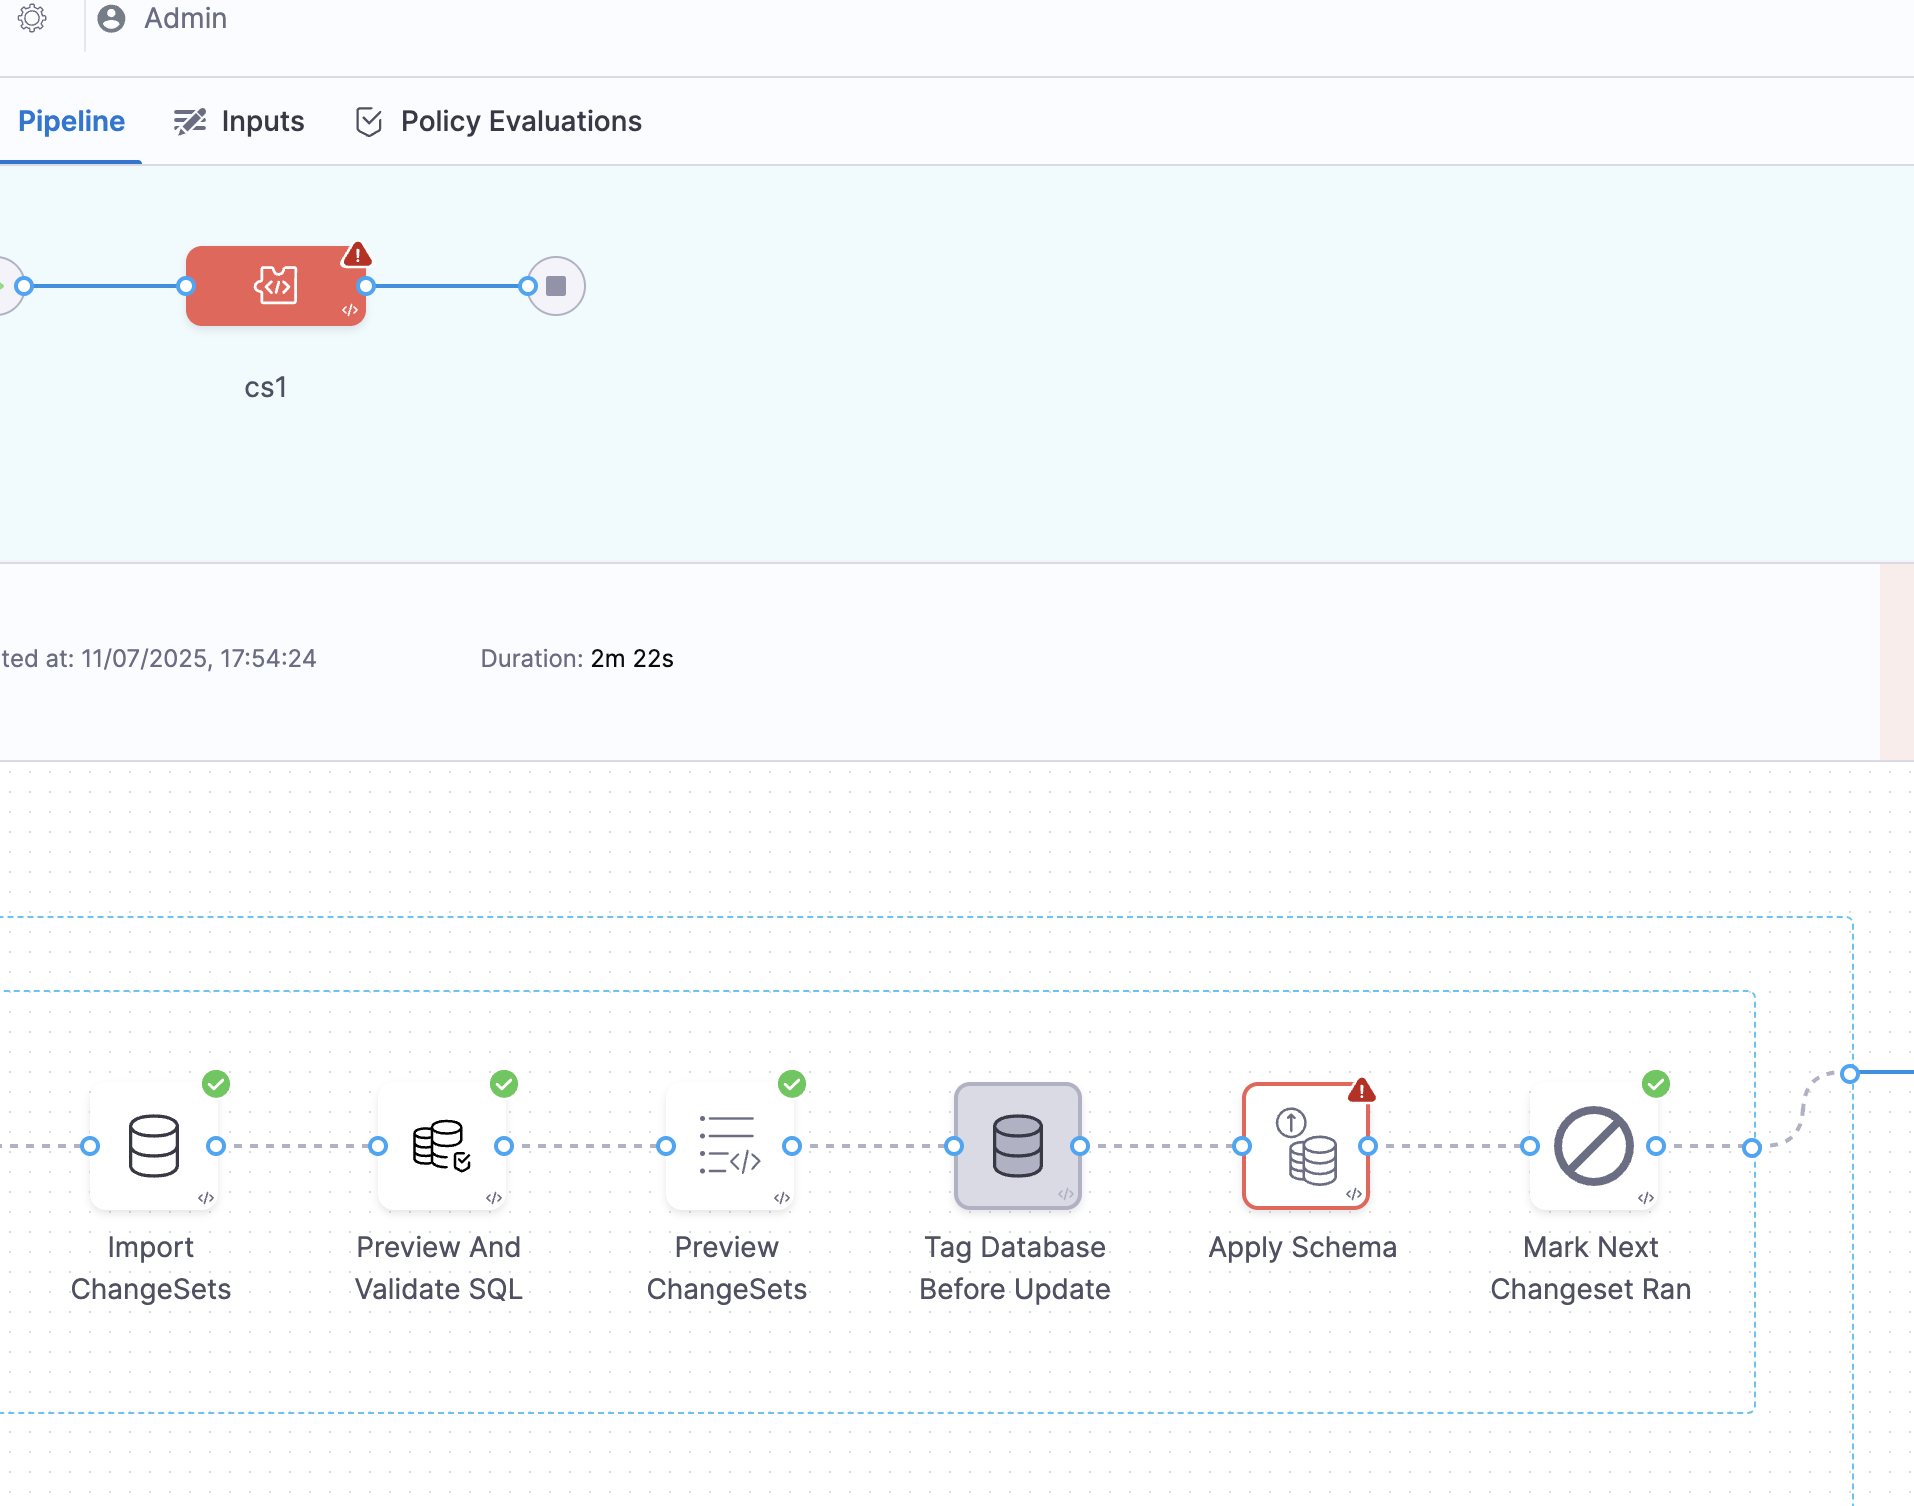 Admin
Pipeline
Inputs
Policy Evaluations
cs1
ted at: 11/07/2025, 17:54:24
Duration: 2m 22s
Import
ChangeSets
Preview And
Validate SQL
Preview
ChangeSets
Tag Database
Before Update
Apply Schema
Mark Next
Changeset Ran